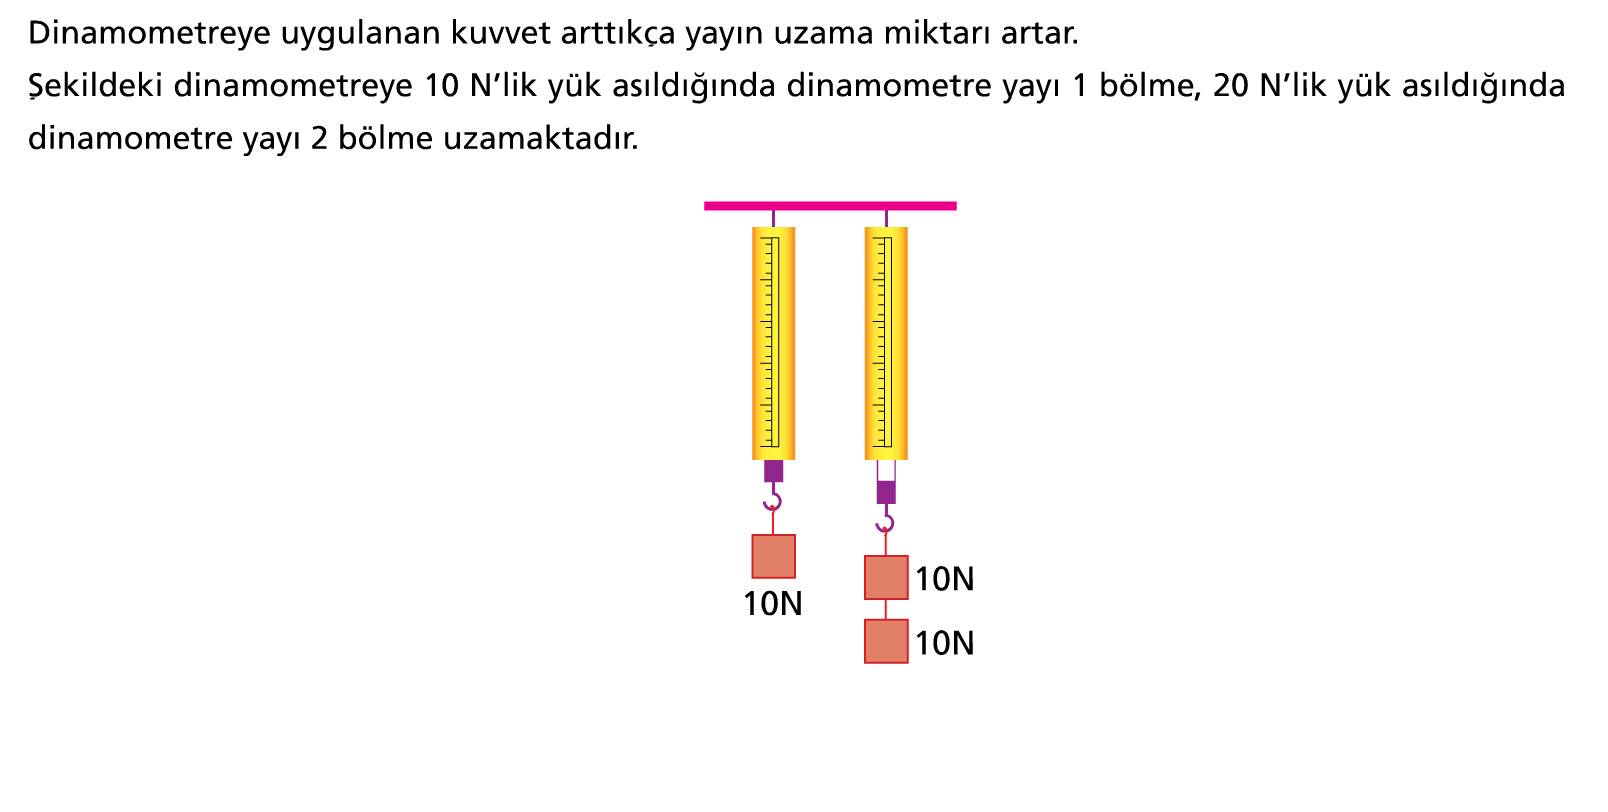 Dinamometreye uygulanan kuvvet arttıkça yayın uzama miktarı artar.
Şekildeki dinamometreye 10 N’lik yük asıldığında dinamometre yayı 1 bölme, 20 N’lik yük asıldığında
dinamometre yayı 2 bölme uzamaktadır.
10N
10N
10N